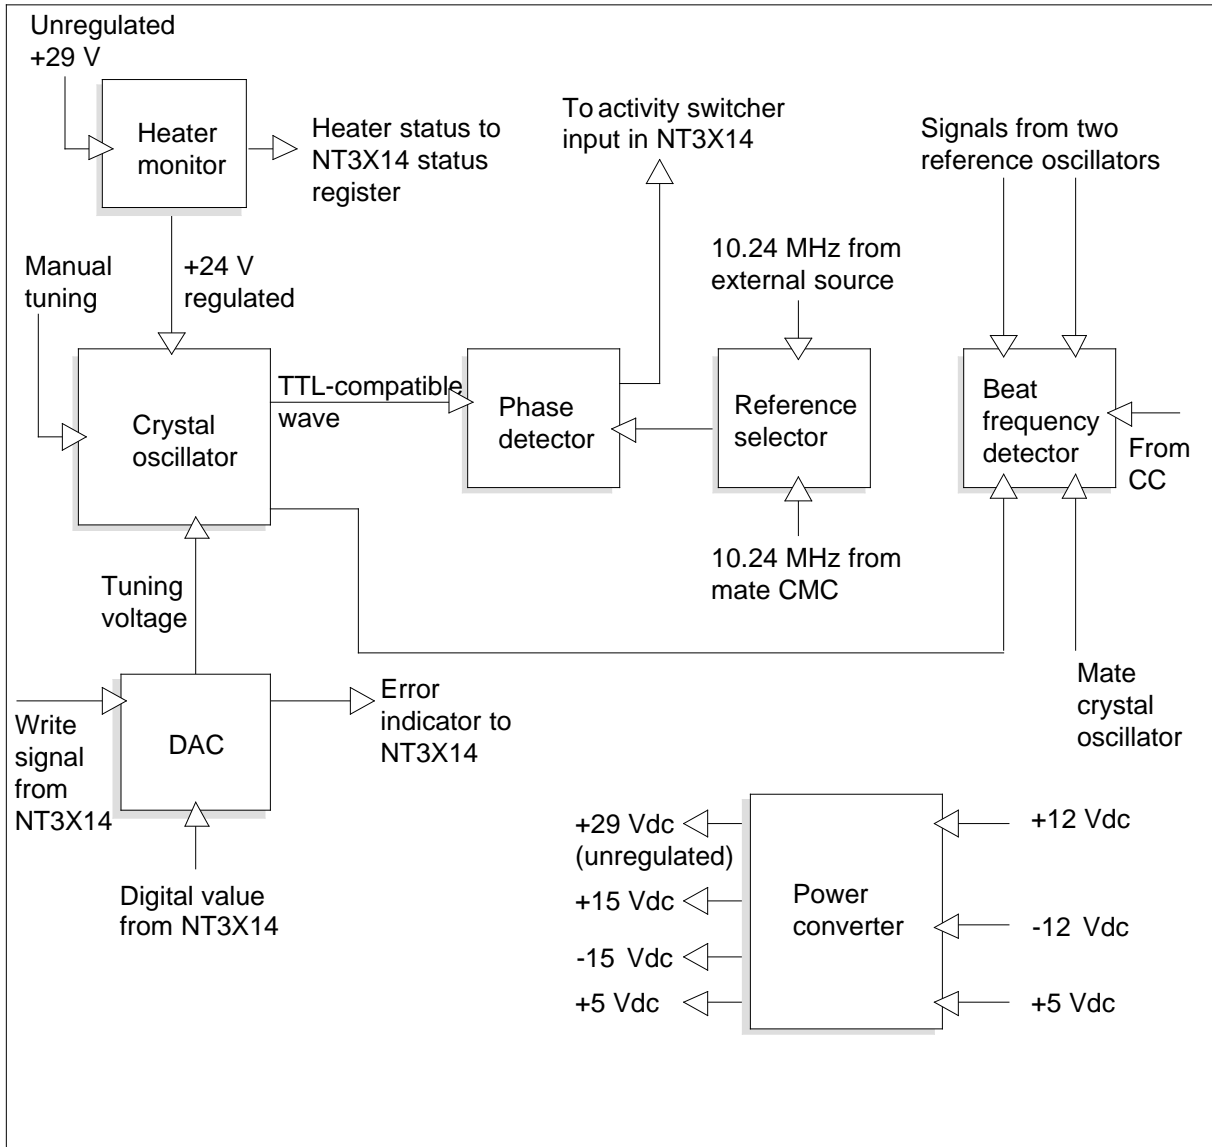 Unregulated
+29 V
Heater
monitor
Heater status to
NT3X14 status
register
To activity switcher
input in NT3X14
Signals from two
reference oscillators
Manual
tuning
+24 V
regulated
10.24 MHz from
external source
Crystal
oscillator
TTL-compatible
wave
Phase
detector
Reference
selector
Beat
frequency
detector
From
CC
Tuning
voltage
10.24 MHz from
mate CMC
Write
signal
from
NT3X14
DAC
Error
indicator to
NT3X14
Mate
crystal
oscillator
Digital value
from NT3X14
+29 Vdc
(unregulated)
+15 Vdc
-15 Vdc
+5 Vdc
Power
converter
+12 Vdc
-12 Vdc
+5 Vdc